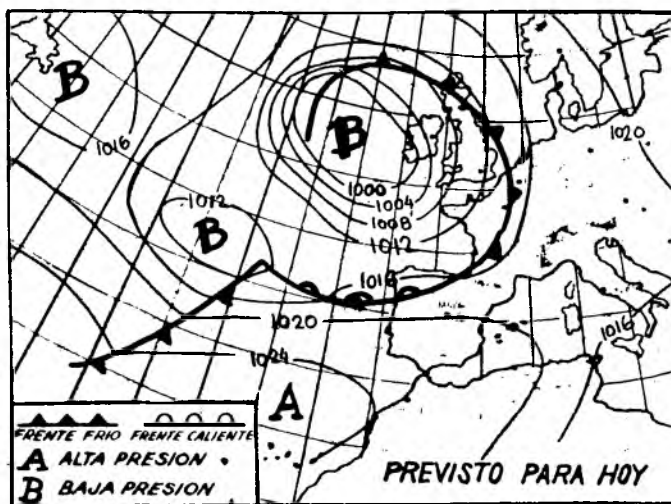 B
B
1016
1020
1000
1004
1008
1012
1012
B
1016
1020
1024
1016
A
FRENTE FRIO FRENTE CALIENTE
A ALTA PRESION
B BAJA PRESION
PREVISTO PARA HOY